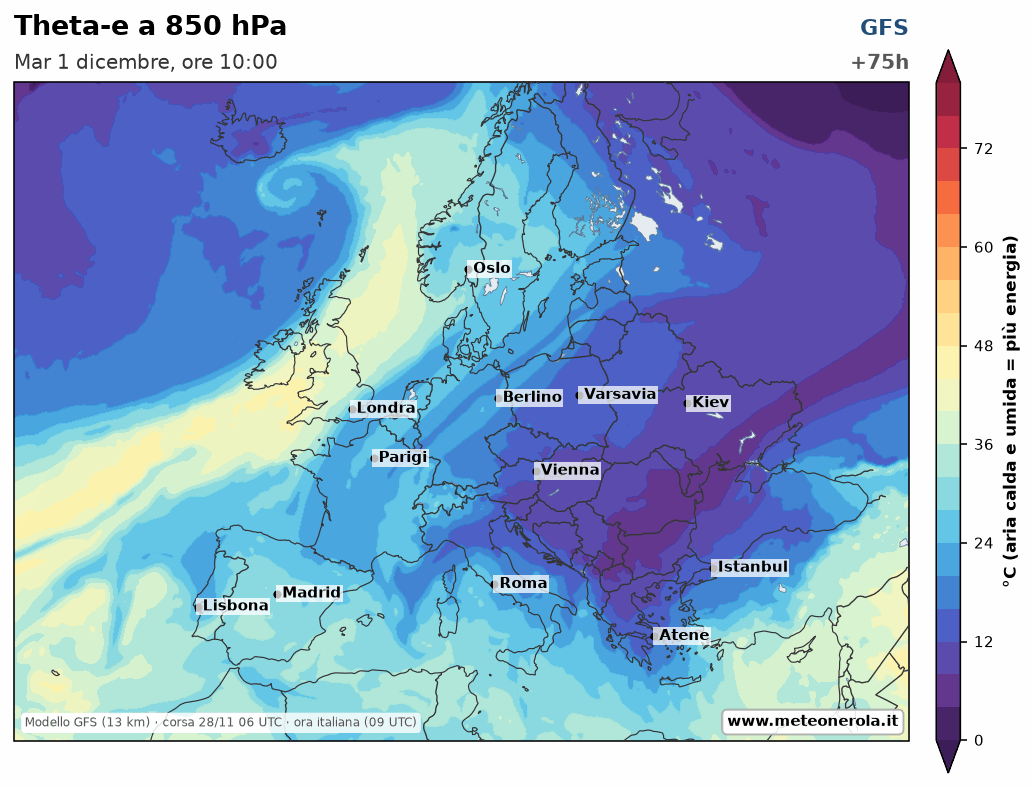 Theta-e a 850 hPa
GFS
Mar 1 dicembre, ore 10:00
+75h
72
60
48
36
24
12
0
°C (aria calda e umida = più energia)
Oslo
Londra
Berlino
Varsavia
Kiev
Parigi
Vienna
Istanbul
Roma
Madrid
Lisbona
Atene
Modello GFS (13 km) · corsa 28/11 06 UTC · ora italiana (09 UTC)
www.meteonerola.it